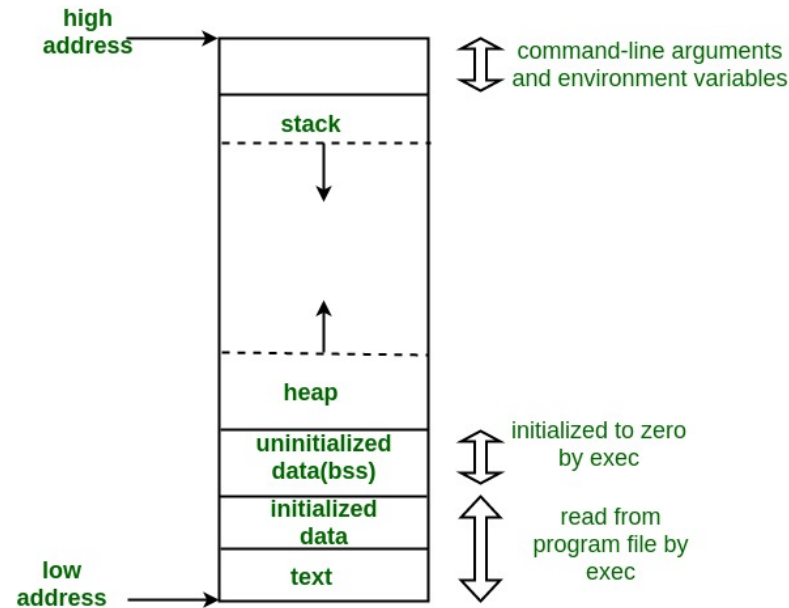 high
address
command-line arguments
and environment variables
stack
heap
uninitialized
data(bss)
initialized to zero
by exec
initialized
data
read from
program file by
exec
text
low
address